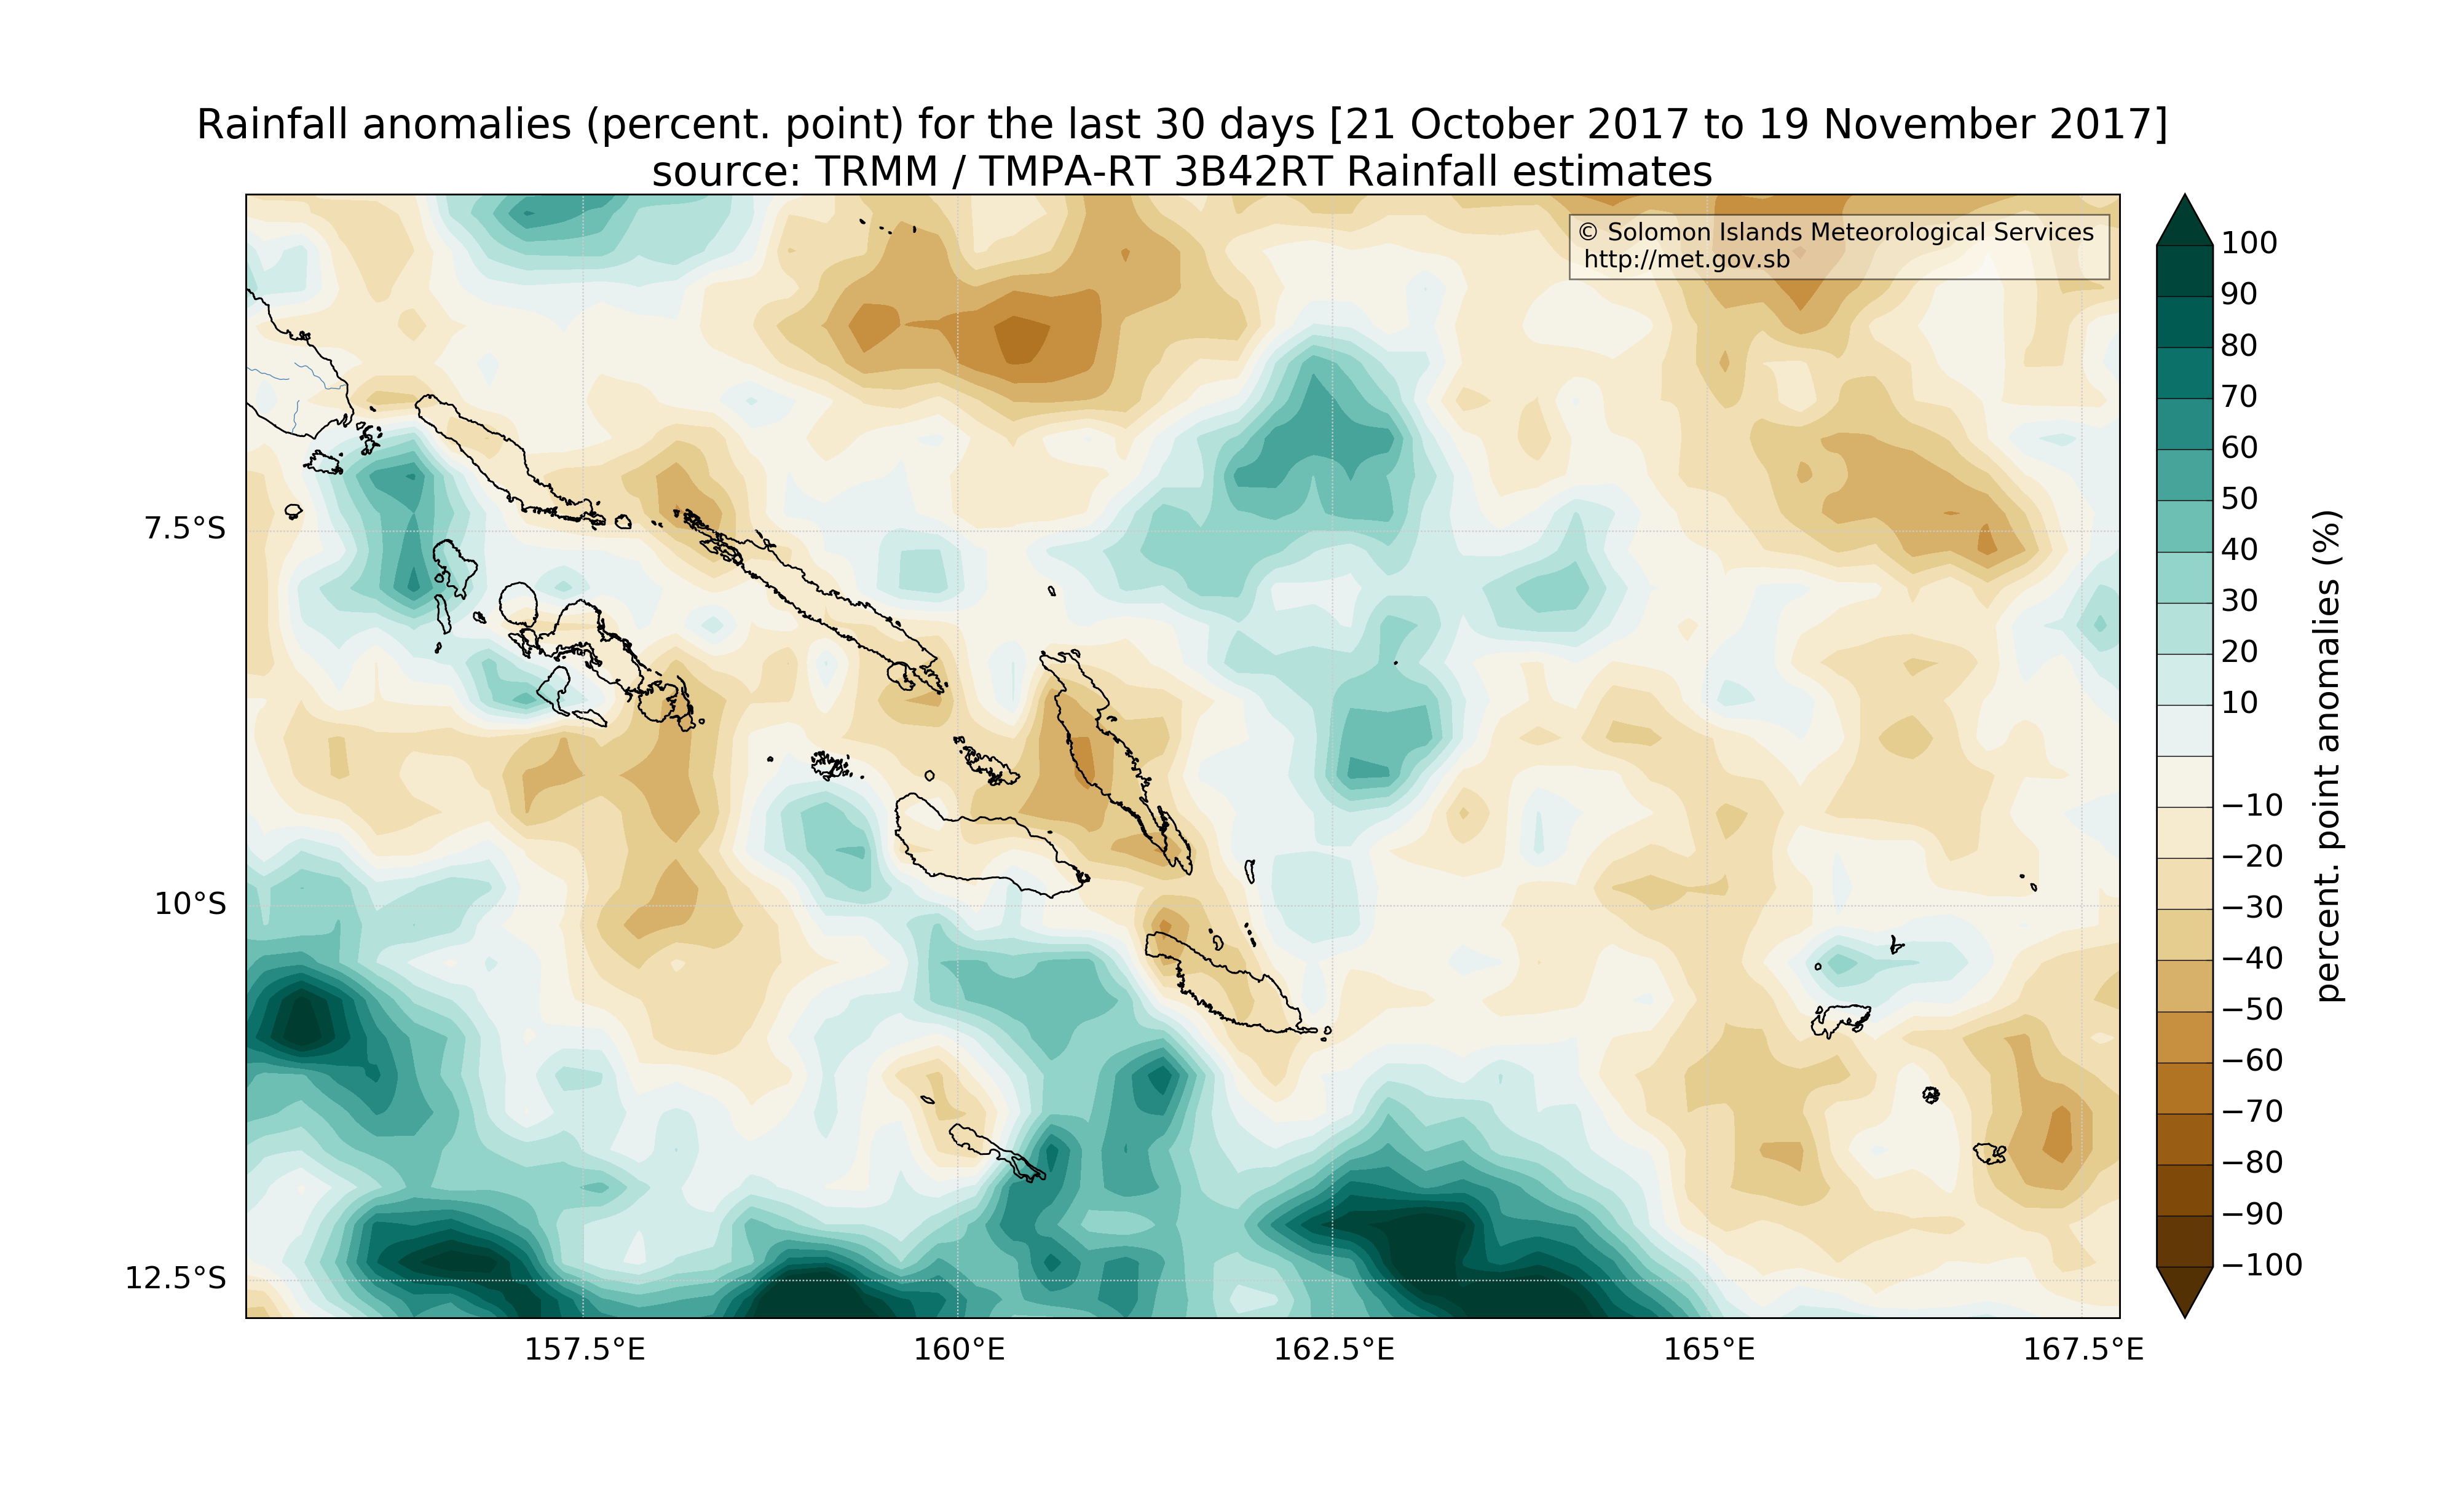 Rainfall anomalies (percent. point) for the last 30 days [21 October 2017 to 19 November 2017]
source: TRMM / TMPA-RT 3B42RT Rainfall estimates
© Solomon Islands Meteorological Services
http://met.gov.sb
7.5°S
10°S
12.5°S
157.5°E
160°E
162.5°E
165°E
167.5°E
100
90
80
70
60
50
40
30
20
10
−10
−20
−30
−40
−50
−60
−70
−80
−90
−100
percent. point anomalies (%)